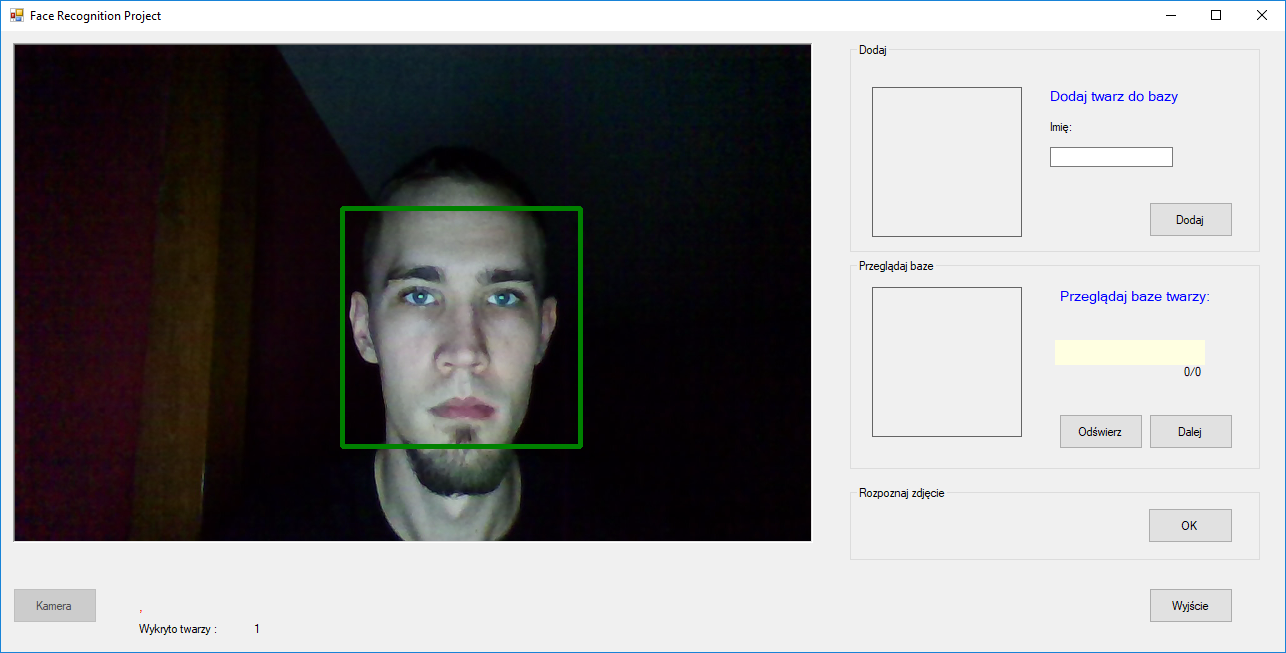 Face Recognition Project
Dodaj
Dodaj twarz do bazy
Imię:
Dodaj
Przeglądaj baze
Przeglądaj baze twarzy:
0/0
Odświerz
Dalej
Rozpoznaj zdjęcie
OK
Kamera
,
Wykryto twarzy : 1
Wyjście